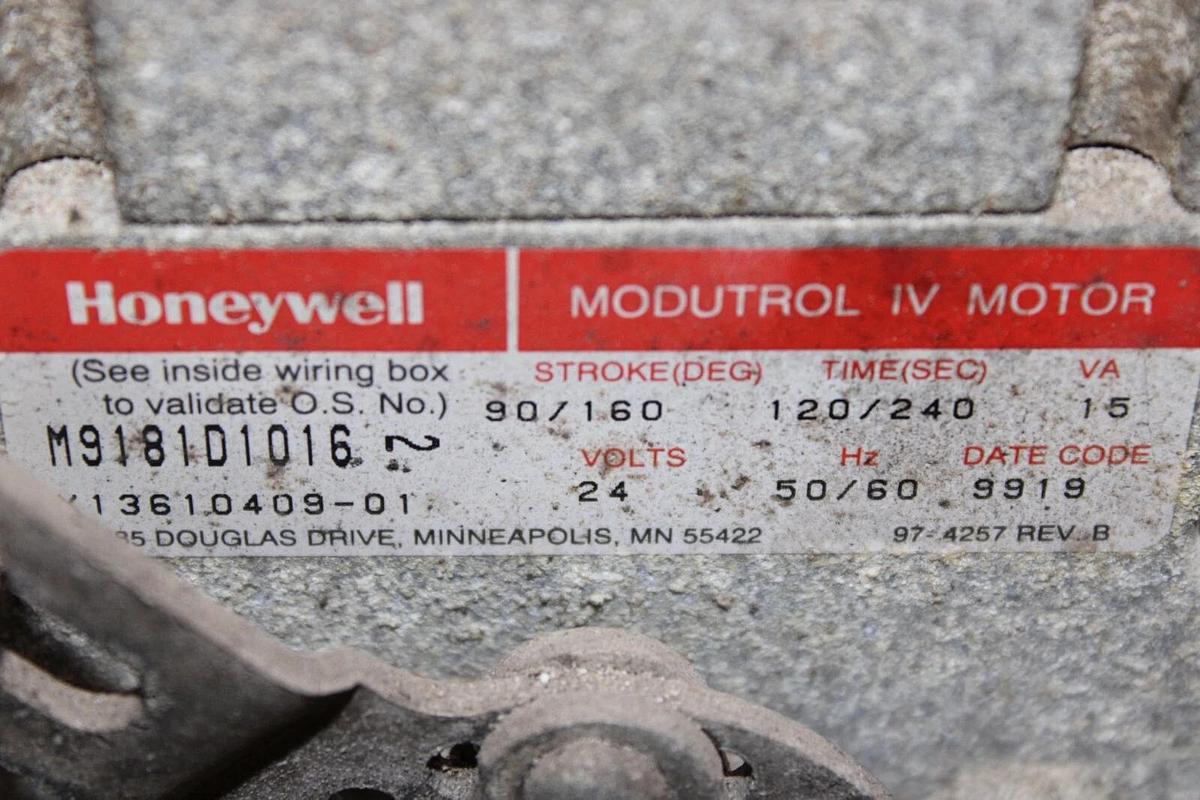 Honeywell MODUTROL IV MOTOR
(See inside wiring box STROKE(DEG) TIME(SEC) VA
to validate O.S. No.) 90/160 120/240 15
M9181D1016 2 VOLTS Hz DATE CODE
13610409-01 24 50/60 9919
DOUGLAS DRIVE, MINNEAPOLIS, MN 55422 97-4257 REV. B